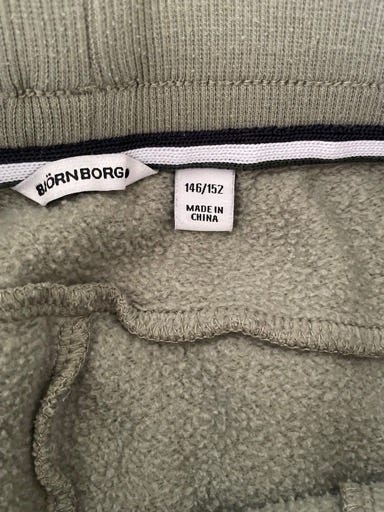 BJÖRN BORG
146/152
MADE IN
CHINA